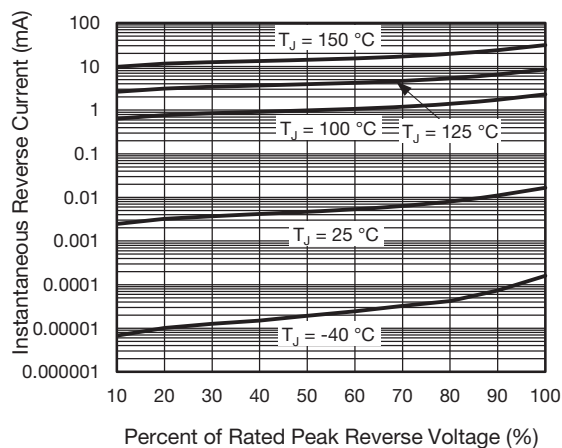 Instantaneous Reverse Current (mA)
100
10
1
0.1
0.01
0.001
0.0001
0.00001
0.000001
T_J = 150 °C
T_J = 125 °C
T_J = 100 °C
T_J = 25 °C
T_J = -40 °C
10 20 30 40 50 60 70 80 90 100
Percent of Rated Peak Reverse Voltage (%)